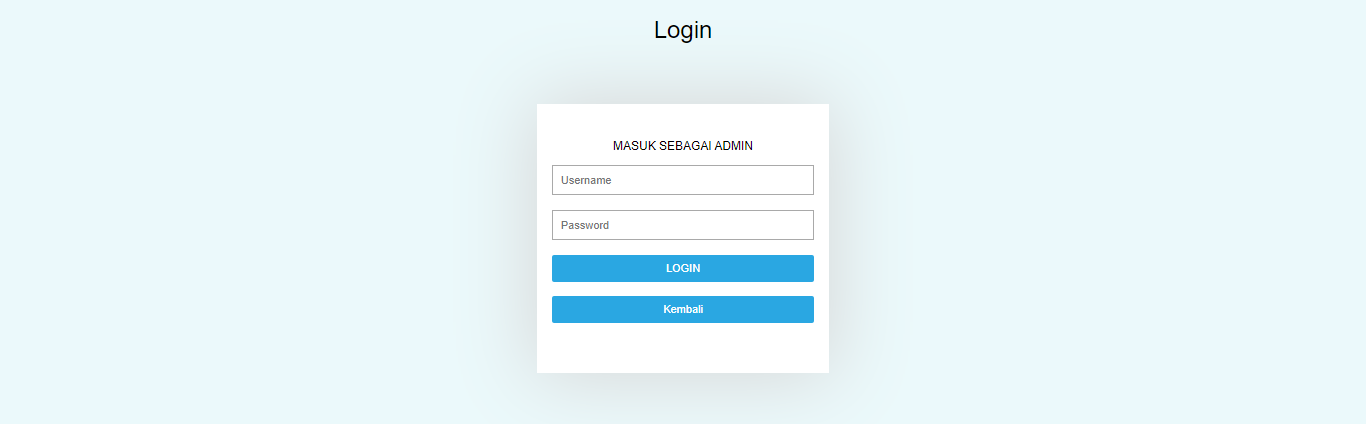 Login
MASUK SEBAGAI ADMIN
Username
Password
LOGIN
Kembali